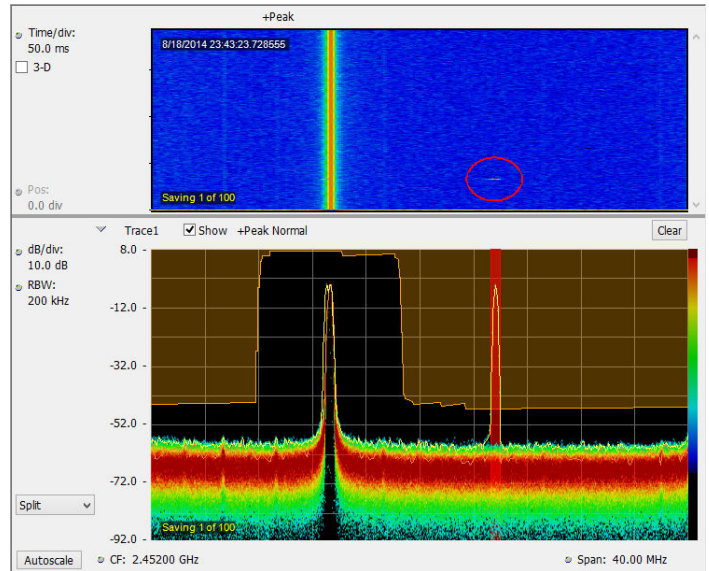 +Peak
Time/div:
50.0 ms
3-D
8/18/2014 23:43:23.728555
Pos:
0.0 div
Saving 1 of 100
Trace1 Show +Peak Normal Clear
dB/div:
10.0 dB
RBW:
200 kHz
8.0 -
-12.0 -
-32.0 -
-52.0 -
-72.0 -
-92.0 -
Split
Saving 1 of 100
Autoscale CF: 2.45200 GHz Span: 40.00 MHz